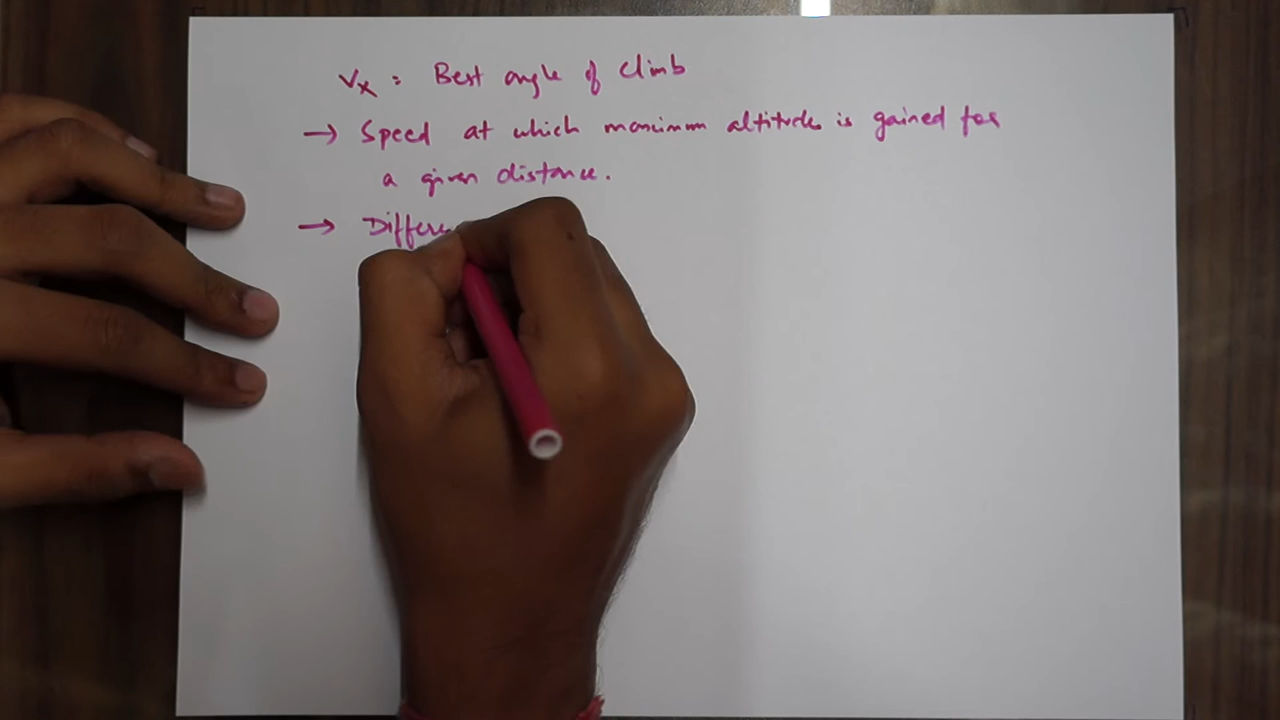 Vx : Best angle of climb
→ Speed at which maximum altitude is gained for
a given distance.
→ Differe